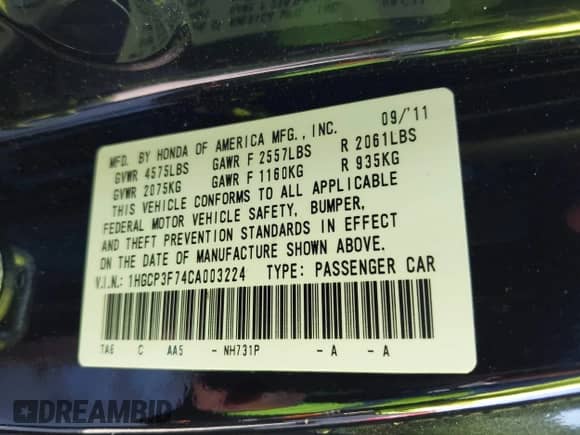 MFD. BY HONDA OF AMERICA MFG., INC. 09/'11
GVWR 4575LBS GAWR F 2557LBS R 2061LBS
GVWR 2075KG GAWR F 1160KG R 935KG
THIS VEHICLE CONFORMS TO ALL APPLICABLE
FEDERAL MOTOR VEHICLE SAFETY, BUMPER,
AND THEFT PREVENTION STANDARDS IN EFFECT
ON THE DATE OF MANUFACTURE SHOWN ABOVE.
V.I.N.: 1HGCP3F74CA003224 TYPE: PASSENGER CAR
TA6 C AA5 - NH731P - A - A
DREAMBID